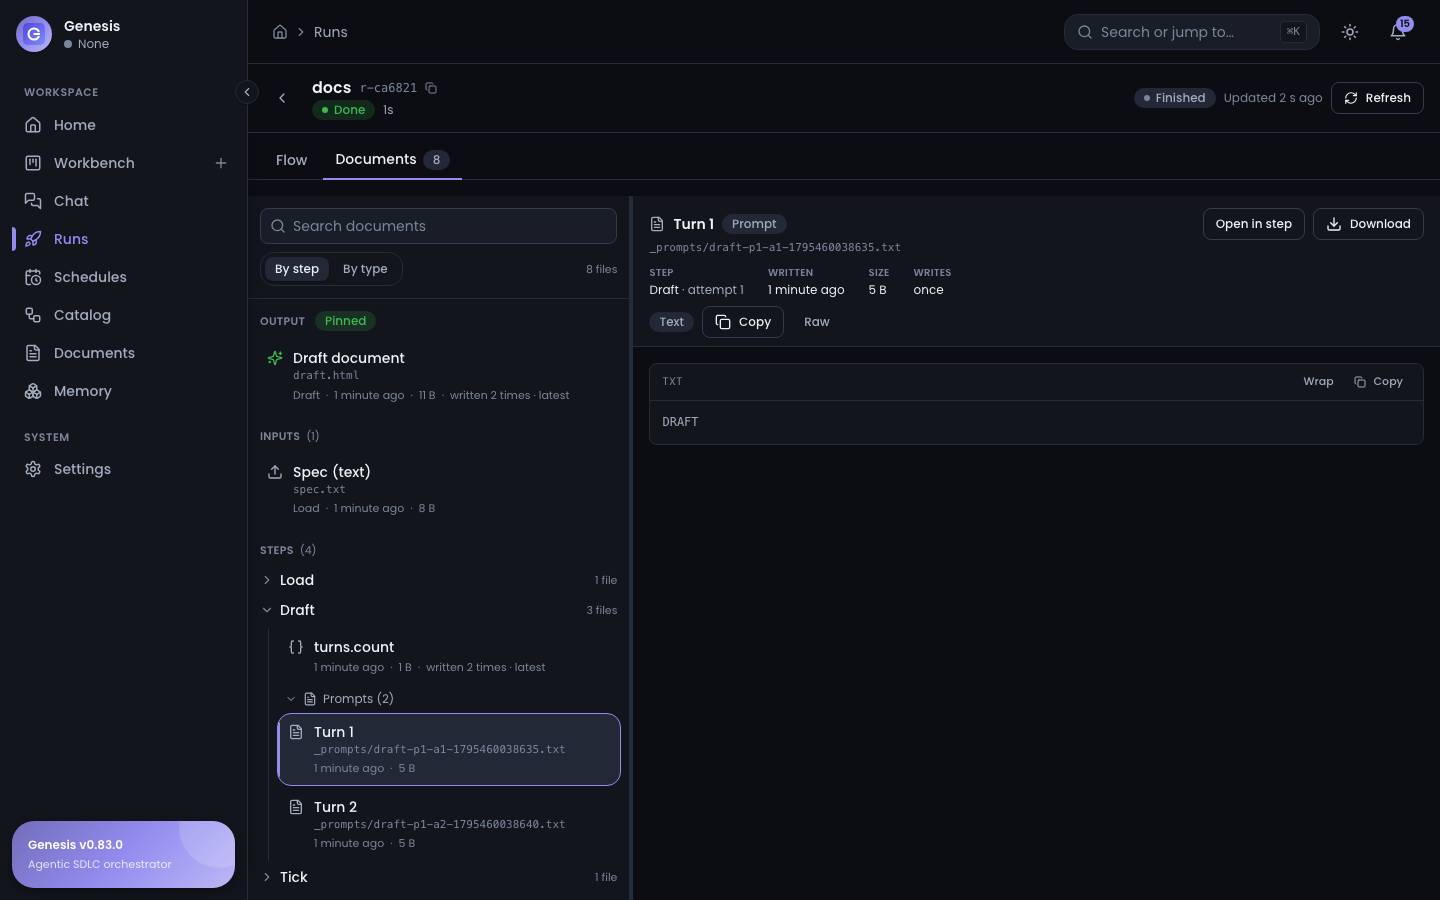 Genesis
None
WORKSPACE
Home
Workbench
Chat
Runs
Schedules
Catalog
Documents
Memory
SYSTEM
Settings
Genesis v0.83.0
Agentic SDLC orchestrator
Runs
Search or jump to...
⌘K
15
docs r-ca6821
Done 1s
Finished Updated 2 s ago Refresh
Flow Documents 8
Search documents
By step By type 8 files
OUTPUT Pinned
Draft document
draft.html
Draft · 1 minute ago · 11 B · written 2 times · latest
INPUTS (1)
Spec (text)
spec.txt
Load · 1 minute ago · 8 B
STEPS (4)
Load 1 file
Draft 3 files
turns.count
1 minute ago · 1 B · written 2 times · latest
Prompts (2)
Turn 1
_prompts/draft-p1-a1-1795460038635.txt
1 minute ago · 5 B
Turn 2
_prompts/draft-p1-a2-1795460038640.txt
1 minute ago · 5 B
Tick 1 file
Turn 1 Prompt Open in step Download
_prompts/draft-p1-a1-1795460038635.txt
STEP WRITTEN SIZE WRITES
Draft · attempt 1 1 minute ago 5 B once
Text Copy Raw
TXT Wrap Copy
DRAFT